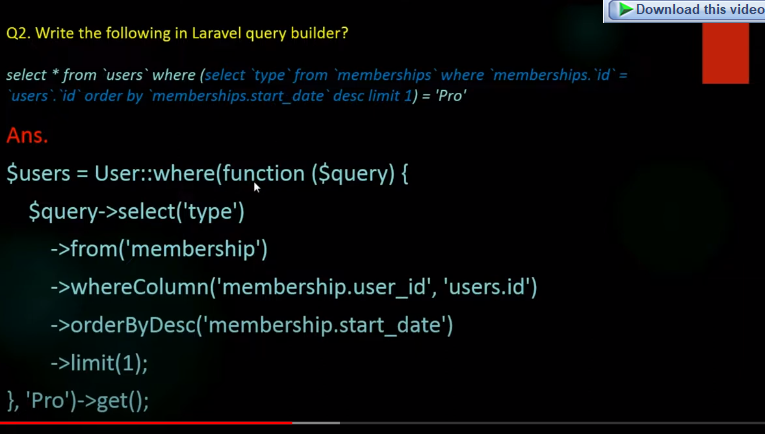 Download this video
Q2. Write the following in Laravel query builder?
select * from `users` where (select `type` from `memberships` where `memberships.`id` =
`users`.`id` order by `memberships.start_date` desc limit 1) = 'Pro'
Ans.
$users = User::where(function ($query) {
$query->select('type')
->from('membership')
->whereColumn('membership.user_id', 'users.id')
->orderByDesc('membership.start_date')
->limit(1);
}, 'Pro')->get();